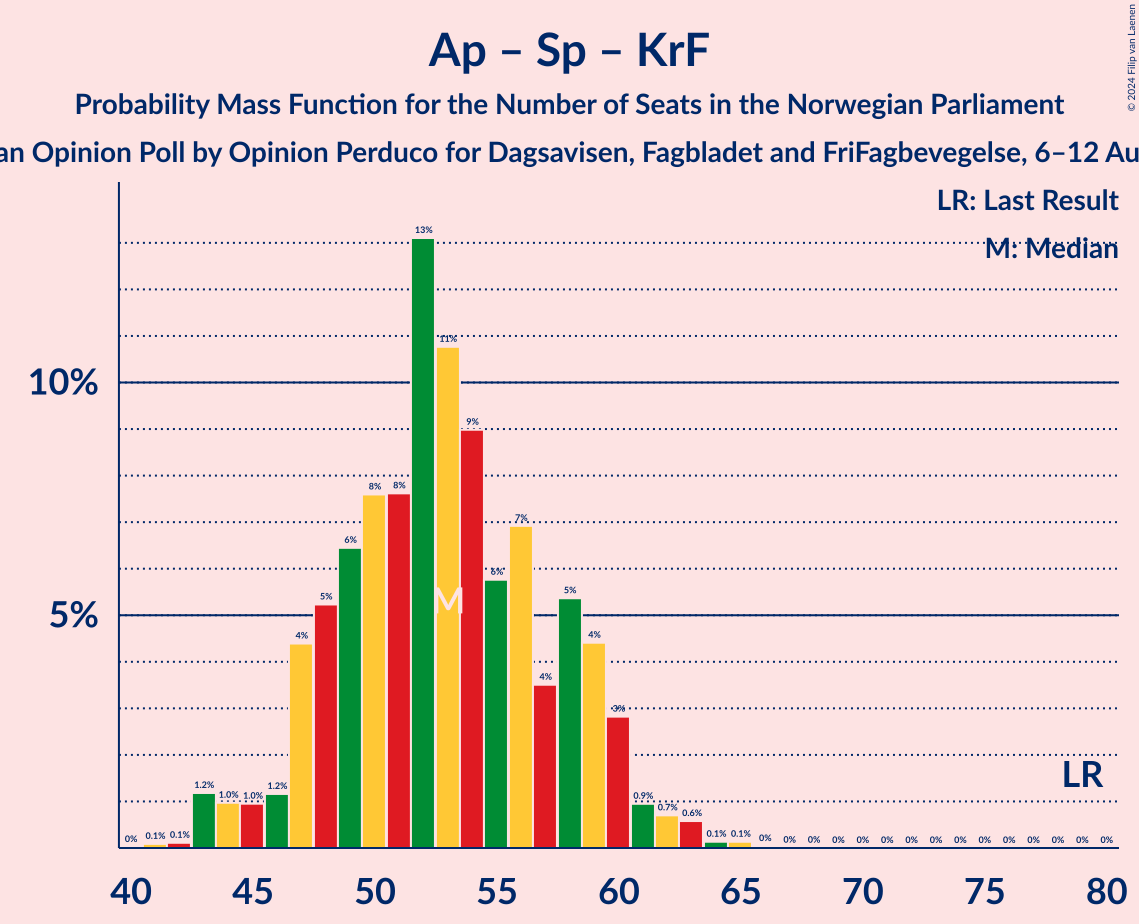 Ap – Sp – KrF
Probability Mass Function for the Number of Seats in the Norwegian Parliament
an Opinion Poll by Opinion Perduco for Dagsavisen, Fagbladet and FriFagbevegelse, 6–12 Au
© 2024 Filip van Laenen
LR: Last Result
M: Median
13%
11%
10%
9%
8% 8%
7%
6% 6%
5% 5%
5%
M
4% 4%
4%
3%
LR
1.2% 1.0% 1.0% 1.2%
0.9% 0.7% 0.6%
0% 0.1% 0.1% 0.1% 0.1% 0% 0% 0% 0% 0% 0% 0% 0% 0% 0% 0% 0% 0% 0% 0%
40 45 50 55 60 65 70 75 80